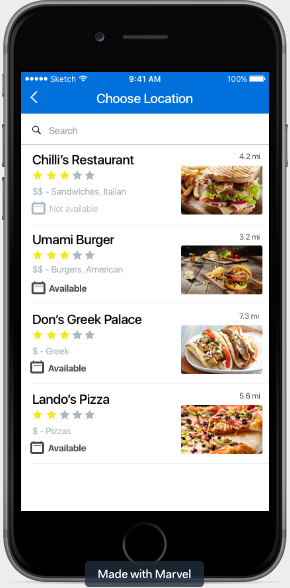 Sketch 9:41 AM 100%
Choose Location
Search
Chilli's Restaurant 4.2 mi
$$ - Sandwiches, Italian
Not available
Umami Burger 3.2 mi
$$ - Burgers, American
Available
Don's Greek Palace 7.3 mi
$ - Greek
Available
Lando's Pizza 5.6 mi
$ - Pizzas
Available
Made with Marvel